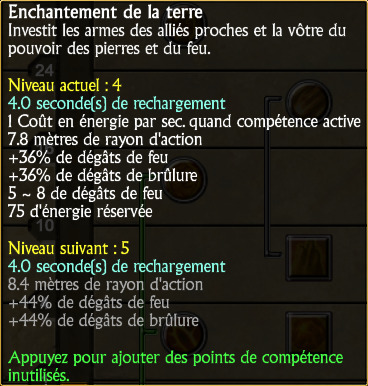 Enchantement de la terre
Investit les armes des alliés proches et la vôtre du
pouvoir des pierres et du feu.
24
Niveau actuel : 4
4.0 seconde(s) de rechargement
1 Coût en énergie par sec. quand compétence active
7.8 mètres de rayon d'action
+36% de dégâts de feu
+36% de dégâts de brûlure
5 ~ 8 de dégâts de feu
75 d'énergie réservée
10
Niveau suivant : 5
4.0 seconde(s) de rechargement
8.4 mètres de rayon d'action
+44% de dégâts de feu
+44% de dégâts de brûlure
Appuyez pour ajouter des points de compétence
inutilisés.